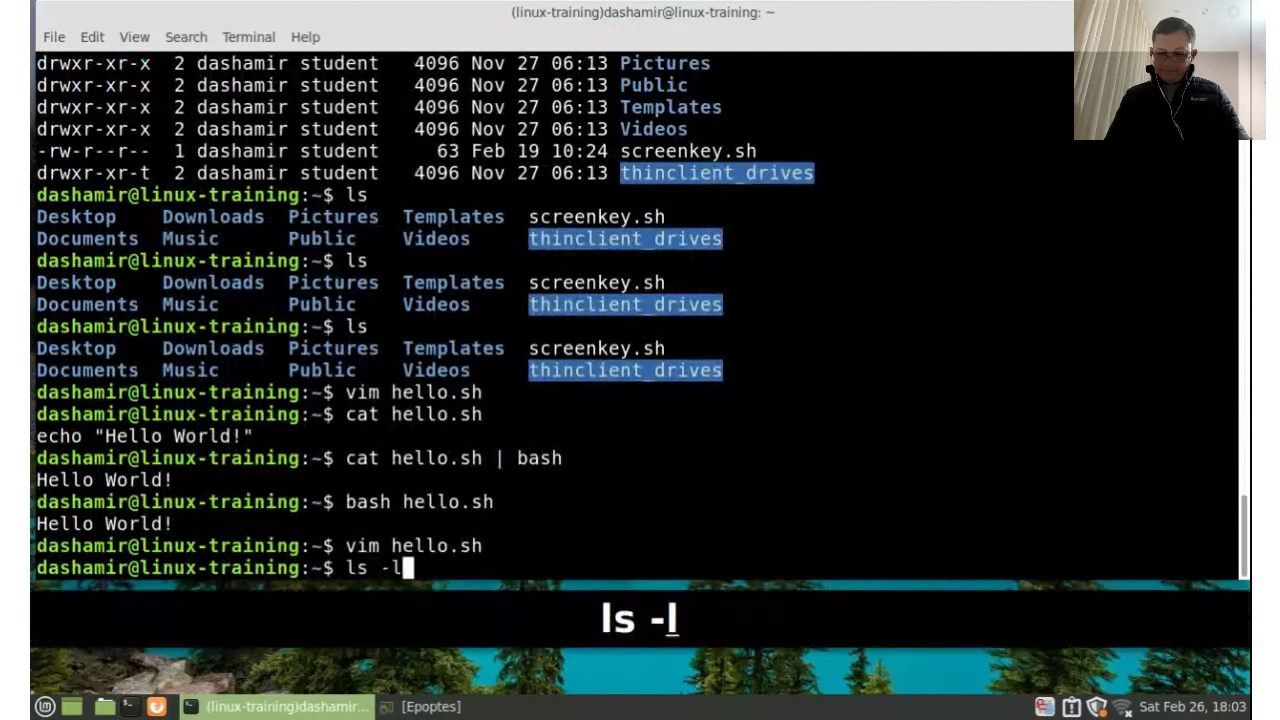 (linux-training)dashamir@linux-training: ~
File Edit View Search Terminal Help
drwxr-xr-x 2 dashamir student 4096 Nov 27 06:13 Pictures
drwxr-xr-x 2 dashamir student 4096 Nov 27 06:13 Public
drwxr-xr-x 2 dashamir student 4096 Nov 27 06:13 Templates
drwxr-xr-x 2 dashamir student 4096 Nov 27 06:13 Videos
-rw-r--r-- 1 dashamir student 63 Feb 19 10:24 screenkey.sh
drwxr-xr-t 2 dashamir student 4096 Nov 27 06:13 thinclient_drives
dashamir@linux-training:~$ ls
Desktop Downloads Pictures Templates screenkey.sh
Documents Music Public Videos thinclient_drives
dashamir@linux-training:~$ ls
Desktop Downloads Pictures Templates screenkey.sh
Documents Music Public Videos thinclient_drives
dashamir@linux-training:~$ ls
Desktop Downloads Pictures Templates screenkey.sh
Documents Music Public Videos thinclient_drives
dashamir@linux-training:~$ vim hello.sh
dashamir@linux-training:~$ cat hello.sh
echo "Hello World!"
dashamir@linux-training:~$ cat hello.sh | bash
Hello World!
dashamir@linux-training:~$ bash hello.sh
Hello World!
dashamir@linux-training:~$ vim hello.sh
dashamir@linux-training:~$ ls -l
ls -l
(linux-training)dashamir... [Epoptes] Sat Feb 26, 18:03